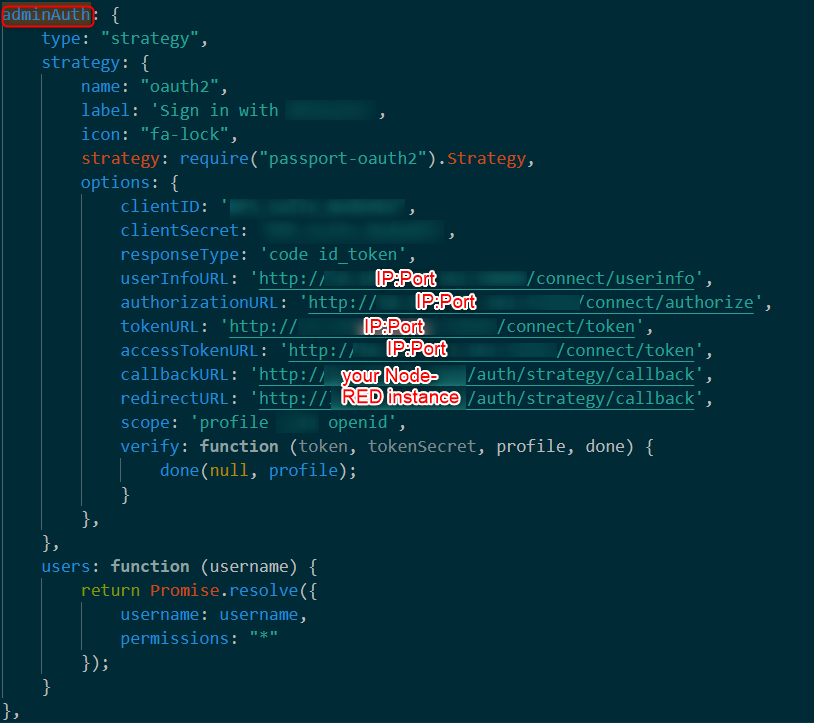 adminAuth: {
type: "strategy",
strategy: {
name: "oauth2",
label: 'Sign in with ,
icon: "fa-lock",
strategy: require("passport-oauth2").Strategy,
options: {
clientID: ' ,
clientSecret: ,
responseType: 'code id_token',
userInfoURL: 'http:// IP:Port /connect/userinfo',
authorizationURL: 'http:// IP:Port /connect/authorize',
tokenURL: 'http:// IP:Port /connect/token',
accessTokenURL: 'http:// IP:Port /connect/token',
callbackURL: 'http:// your Node- /auth/strategy/callback',
redirectURL: 'http:// RED instance /auth/strategy/callback',
scope: 'profile openid',
verify: function (token, tokenSecret, profile, done) {
done(null, profile);
}
},
},
users: function (username) {
return Promise.resolve({
username: username,
permissions: "*"
});
}
},